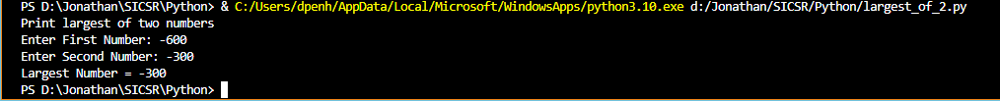 PS D:\Jonathan\SICSR\Python> & C:/Users/dpenh/AppData/Local/Microsoft/WindowsApps/python3.10.exe d:/Jonathan/SICSR/Python/largest_of_2.py
Print largest of two numbers
Enter First Number: -600
Enter Second Number: -300
Largest Number = -300
PS D:\Jonathan\SICSR\Python>